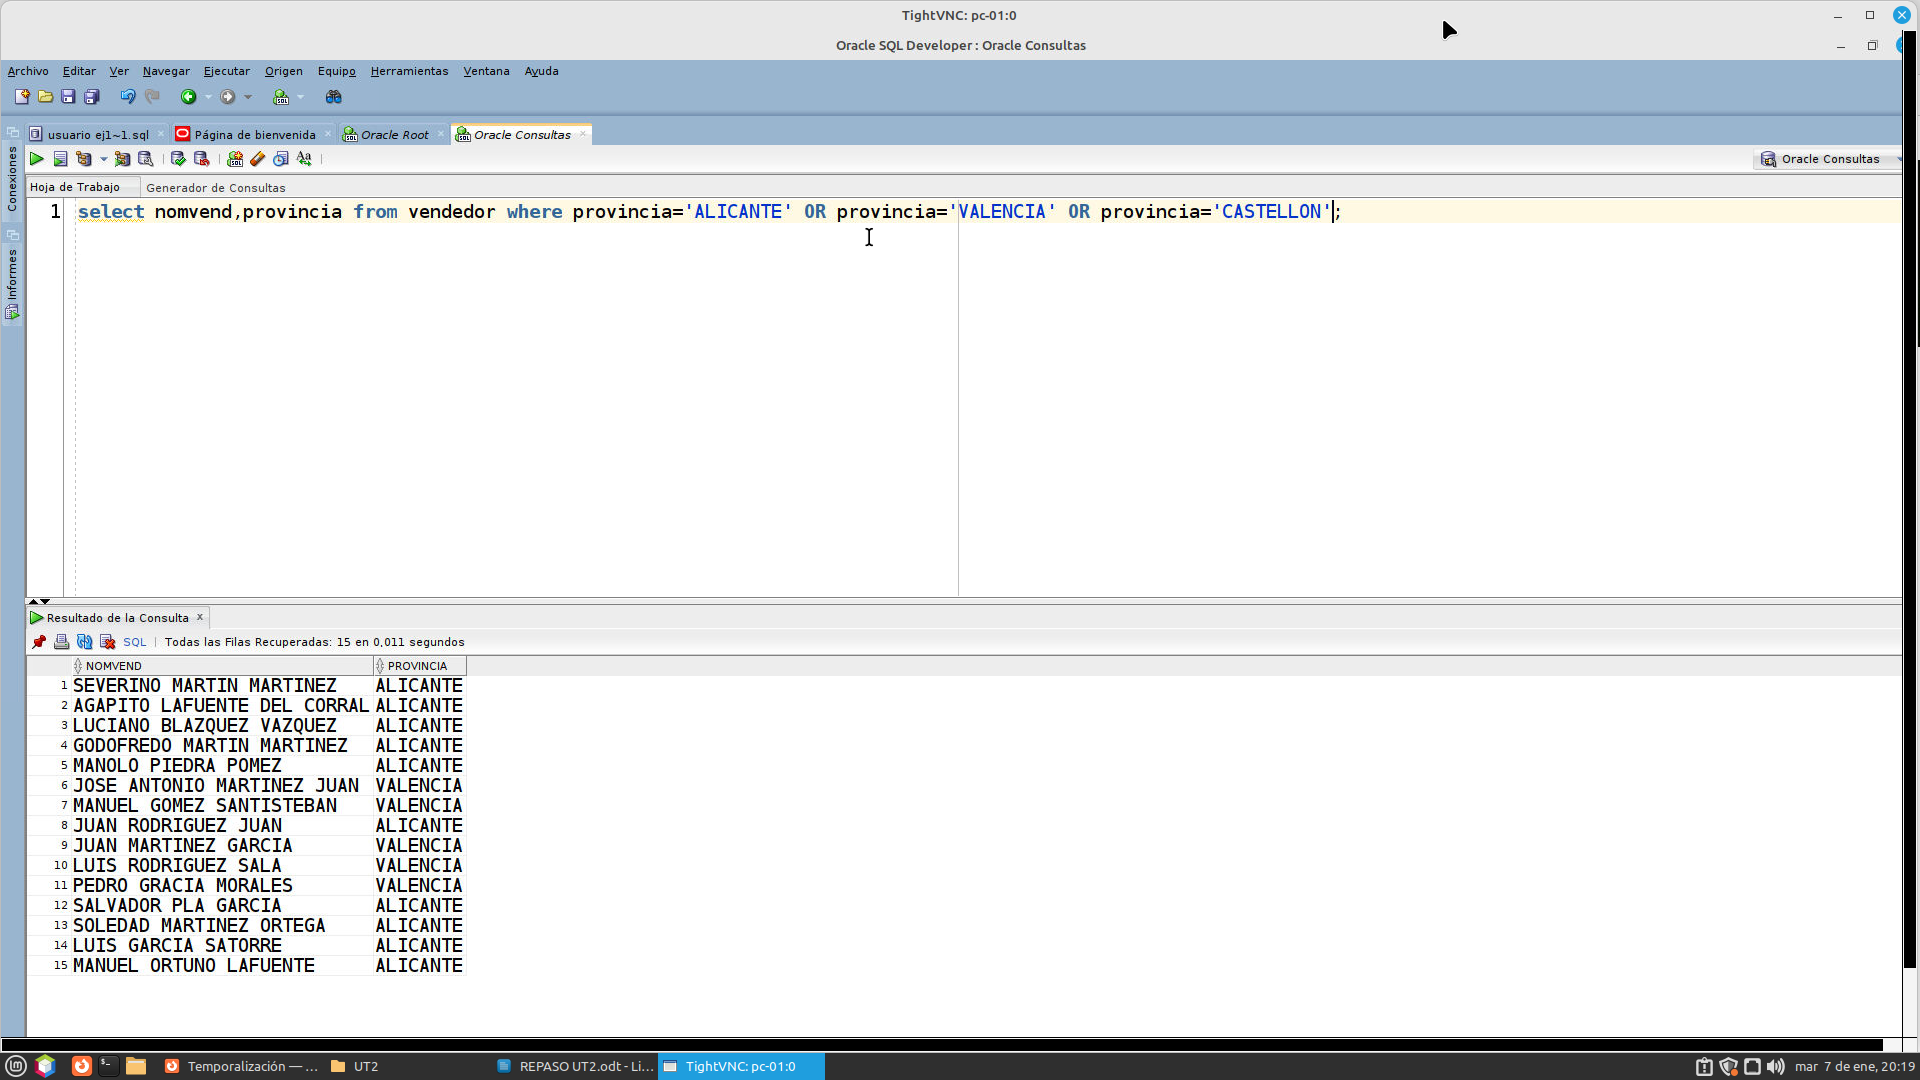 TightVNC: pc-01:0
Oracle SQL Developer : Oracle Consultas
Archivo Editar Ver Navegar Ejecutar Origen Equipo Herramientas Ventana Ayuda
usuario ej1~1.sql Página de bienvenida Oracle Root Oracle Consultas
Oracle Consultas
Conexiones
Informes
Hoja de Trabajo Generador de Consultas
1 select nomvend,provincia from vendedor where provincia='ALICANTE' OR provincia='VALENCIA' OR provincia='CASTELLON';
Resultado de la Consulta x
SQL | Todas las Filas Recuperadas: 15 en 0,011 segundos
NOMVEND PROVINCIA
1 SEVERINO MARTIN MARTINEZ ALICANTE
2 AGAPITO LAFUENTE DEL CORRAL ALICANTE
3 LUCIANO BLAZQUEZ VAZQUEZ ALICANTE
4 GODOFREDO MARTIN MARTINEZ ALICANTE
5 MANOLO PIEDRA POMEZ ALICANTE
6 JOSE ANTONIO MARTINEZ JUAN VALENCIA
7 MANUEL GOMEZ SANTISTEBAN VALENCIA
8 JUAN RODRIGUEZ JUAN ALICANTE
9 JUAN MARTINEZ GARCIA VALENCIA
10 LUIS RODRIGUEZ SALA VALENCIA
11 PEDRO GRACIA MORALES VALENCIA
12 SALVADOR PLA GARCIA ALICANTE
13 SOLEDAD MARTINEZ ORTEGA ALICANTE
14 LUIS GARCIA SATORRE ALICANTE
15 MANUEL ORTUNO LAFUENTE ALICANTE
Temporalización — ... UT2 REPASO UT2.odt - Li... TightVNC: pc-01:0 mar 7 de ene, 20:19